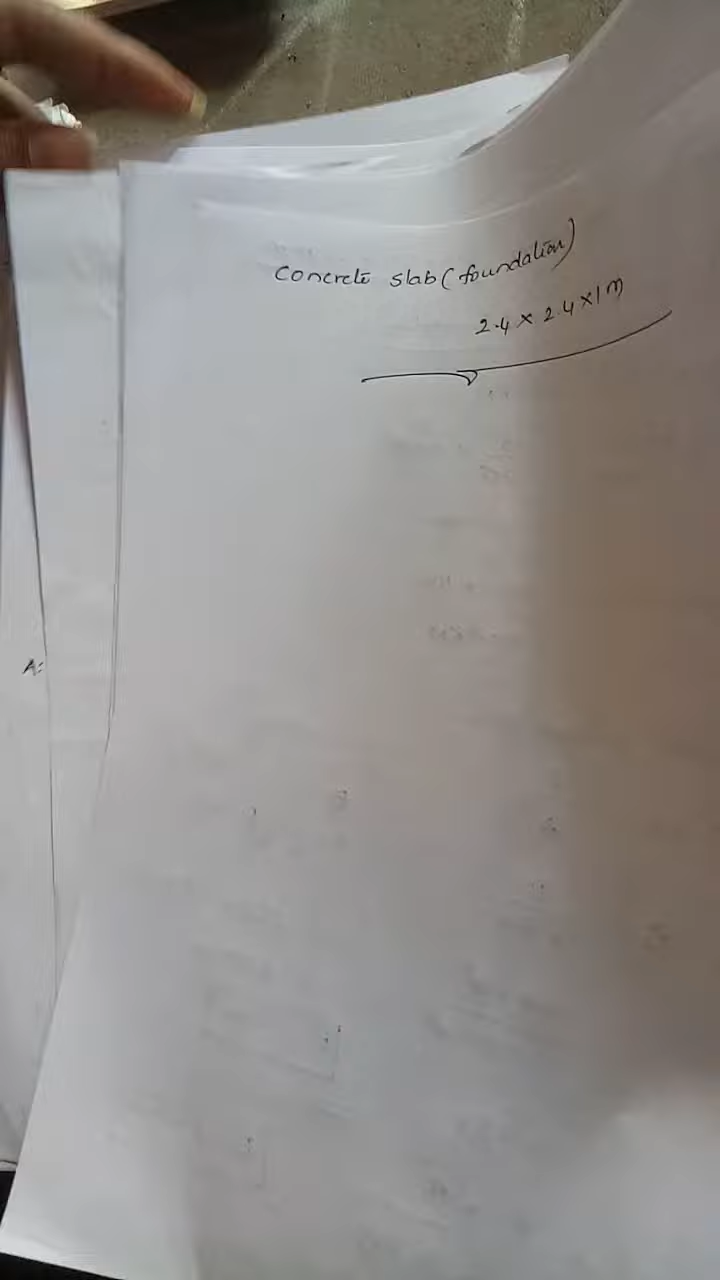 Concrete slab (foundation)
2.4 × 2.4 × 1 m
A: